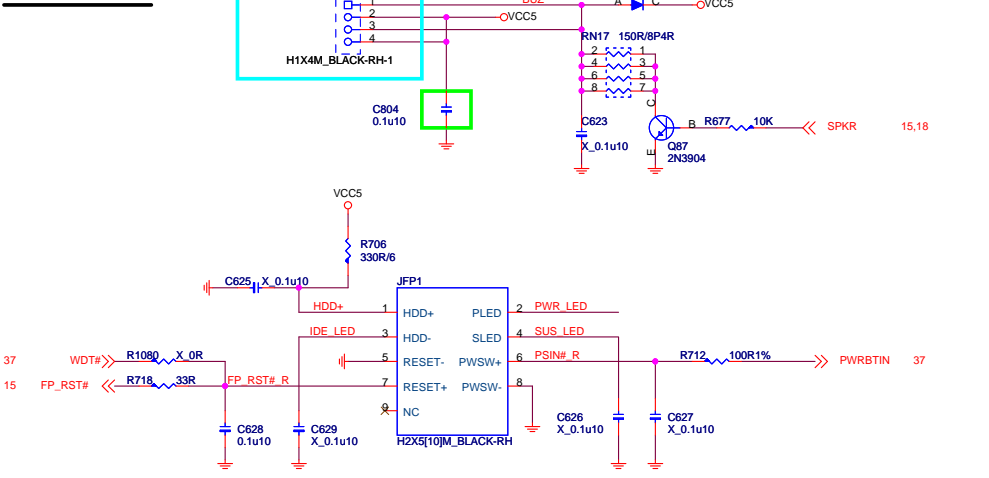 BUZ
1
A C VCC5
2 VCC5
3
4
H1X4M_BLACK-RH-1
RN17 150R/8P4R
2 1
4 3
6 5
8 7
C804
0.1u10
C623
X_0.1u10
C
B
E
R677 10K
SPKR 15,18
Q87
2N3904
VCC5
R706
330R/6
C625 X_0.1u10
JFP1
HDD+ 1 HDD+ PLED 2 PWR_LED
IDE_LED 3 HDD- SLED 4 SUS_LED
37 WDT# R1080 X_0R 5 RESET- PWSW+ 6 PSIN#_R R712 100R1% PWRBTIN 37
15 FP_RST# R718 33R FP_RST#_R 7 RESET+ PWSW- 8
9 NC
H2X5[10]M_BLACK-RH
C628
0.1u10
C629
X_0.1u10
C626
X_0.1u10
C627
X_0.1u10